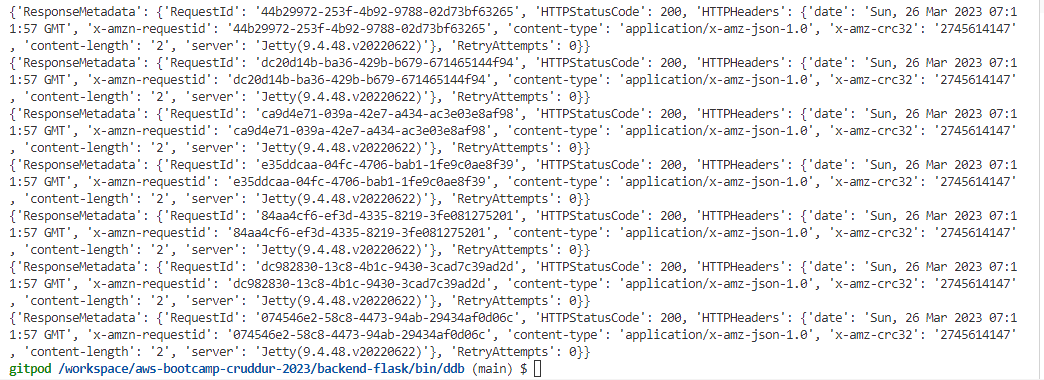 {'ResponseMetadata': {'RequestId': '44b29972-253f-4b92-9788-02d73bf63265', 'HTTPStatusCode': 200, 'HTTPHeaders': {'date': 'Sun, 26 Mar 2023 07:1
1:57 GMT', 'x-amzn-requestid': '44b29972-253f-4b92-9788-02d73bf63265', 'content-type': 'application/x-amz-json-1.0', 'x-amz-crc32': '2745614147'
, 'content-length': '2', 'server': 'Jetty(9.4.48.v20220622)'}, 'RetryAttempts': 0}}
{'ResponseMetadata': {'RequestId': 'dc20d14b-ba36-429b-b679-671465144f94', 'HTTPStatusCode': 200, 'HTTPHeaders': {'date': 'Sun, 26 Mar 2023 07:1
1:57 GMT', 'x-amzn-requestid': 'dc20d14b-ba36-429b-b679-671465144f94', 'content-type': 'application/x-amz-json-1.0', 'x-amz-crc32': '2745614147'
, 'content-length': '2', 'server': 'Jetty(9.4.48.v20220622)'}, 'RetryAttempts': 0}}
{'ResponseMetadata': {'RequestId': 'ca9d4e71-039a-42e7-a434-ac3e03e8af98', 'HTTPStatusCode': 200, 'HTTPHeaders': {'date': 'Sun, 26 Mar 2023 07:1
1:57 GMT', 'x-amzn-requestid': 'ca9d4e71-039a-42e7-a434-ac3e03e8af98', 'content-type': 'application/x-amz-json-1.0', 'x-amz-crc32': '2745614147'
, 'content-length': '2', 'server': 'Jetty(9.4.48.v20220622)'}, 'RetryAttempts': 0}}
{'ResponseMetadata': {'RequestId': 'e35ddcaa-04fc-4706-bab1-1fe9c0ae8f39', 'HTTPStatusCode': 200, 'HTTPHeaders': {'date': 'Sun, 26 Mar 2023 07:1
1:57 GMT', 'x-amzn-requestid': 'e35ddcaa-04fc-4706-bab1-1fe9c0ae8f39', 'content-type': 'application/x-amz-json-1.0', 'x-amz-crc32': '2745614147'
, 'content-length': '2', 'server': 'Jetty(9.4.48.v20220622)'}, 'RetryAttempts': 0}}
{'ResponseMetadata': {'RequestId': '84aa4cf6-ef3d-4335-8219-3fe081275201', 'HTTPStatusCode': 200, 'HTTPHeaders': {'date': 'Sun, 26 Mar 2023 07:1
1:57 GMT', 'x-amzn-requestid': '84aa4cf6-ef3d-4335-8219-3fe081275201', 'content-type': 'application/x-amz-json-1.0', 'x-amz-crc32': '2745614147'
, 'content-length': '2', 'server': 'Jetty(9.4.48.v20220622)'}, 'RetryAttempts': 0}}
{'ResponseMetadata': {'RequestId': 'dc982830-13c8-4b1c-9430-3cad7c39ad2d', 'HTTPStatusCode': 200, 'HTTPHeaders': {'date': 'Sun, 26 Mar 2023 07:1
1:57 GMT', 'x-amzn-requestid': 'dc982830-13c8-4b1c-9430-3cad7c39ad2d', 'content-type': 'application/x-amz-json-1.0', 'x-amz-crc32': '2745614147'
, 'content-length': '2', 'server': 'Jetty(9.4.48.v20220622)'}, 'RetryAttempts': 0}}
{'ResponseMetadata': {'RequestId': '074546e2-58c8-4473-94ab-29434af0d06c', 'HTTPStatusCode': 200, 'HTTPHeaders': {'date': 'Sun, 26 Mar 2023 07:1
1:57 GMT', 'x-amzn-requestid': '074546e2-58c8-4473-94ab-29434af0d06c', 'content-type': 'application/x-amz-json-1.0', 'x-amz-crc32': '2745614147'
, 'content-length': '2', 'server': 'Jetty(9.4.48.v20220622)'}, 'RetryAttempts': 0}}
gitpod /workspace/aws-bootcamp-cruddur-2023/backend-flask/bin/ddb (main) $